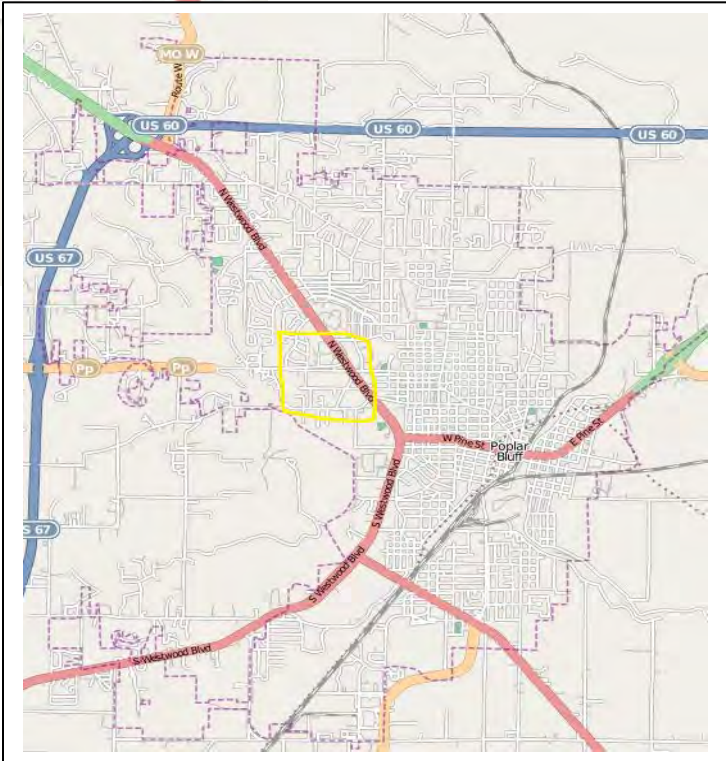 MO W
Route W
US 60
US 60
US 60
N Westwood Blvd
US 67
Pp
Pp
N Westwood Blvd
W Pine St
Poplar
Bluff
E Pine St
S Westwood Blvd
S 67
S Westwood Blvd
S Westwood Blvd